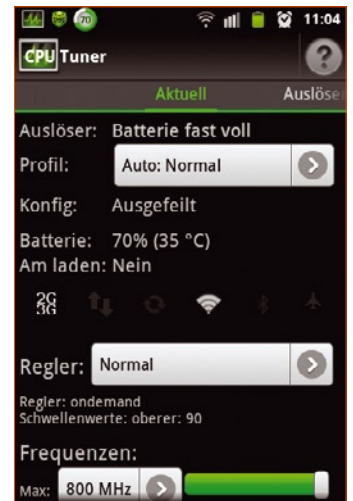 70 11:04
CPU Tuner ?
Aktuell Auslöse
Auslöser: Batterie fast voll
Profil: Auto: Normal
Konfig: Ausgefeilt
Batterie: 70% (35 °C)
Am laden: Nein
2G
3G
Regler: Normal
Regler: ondemand
Schwellenwerte: oberer: 90
Frequenzen:
Max: 800 MHz